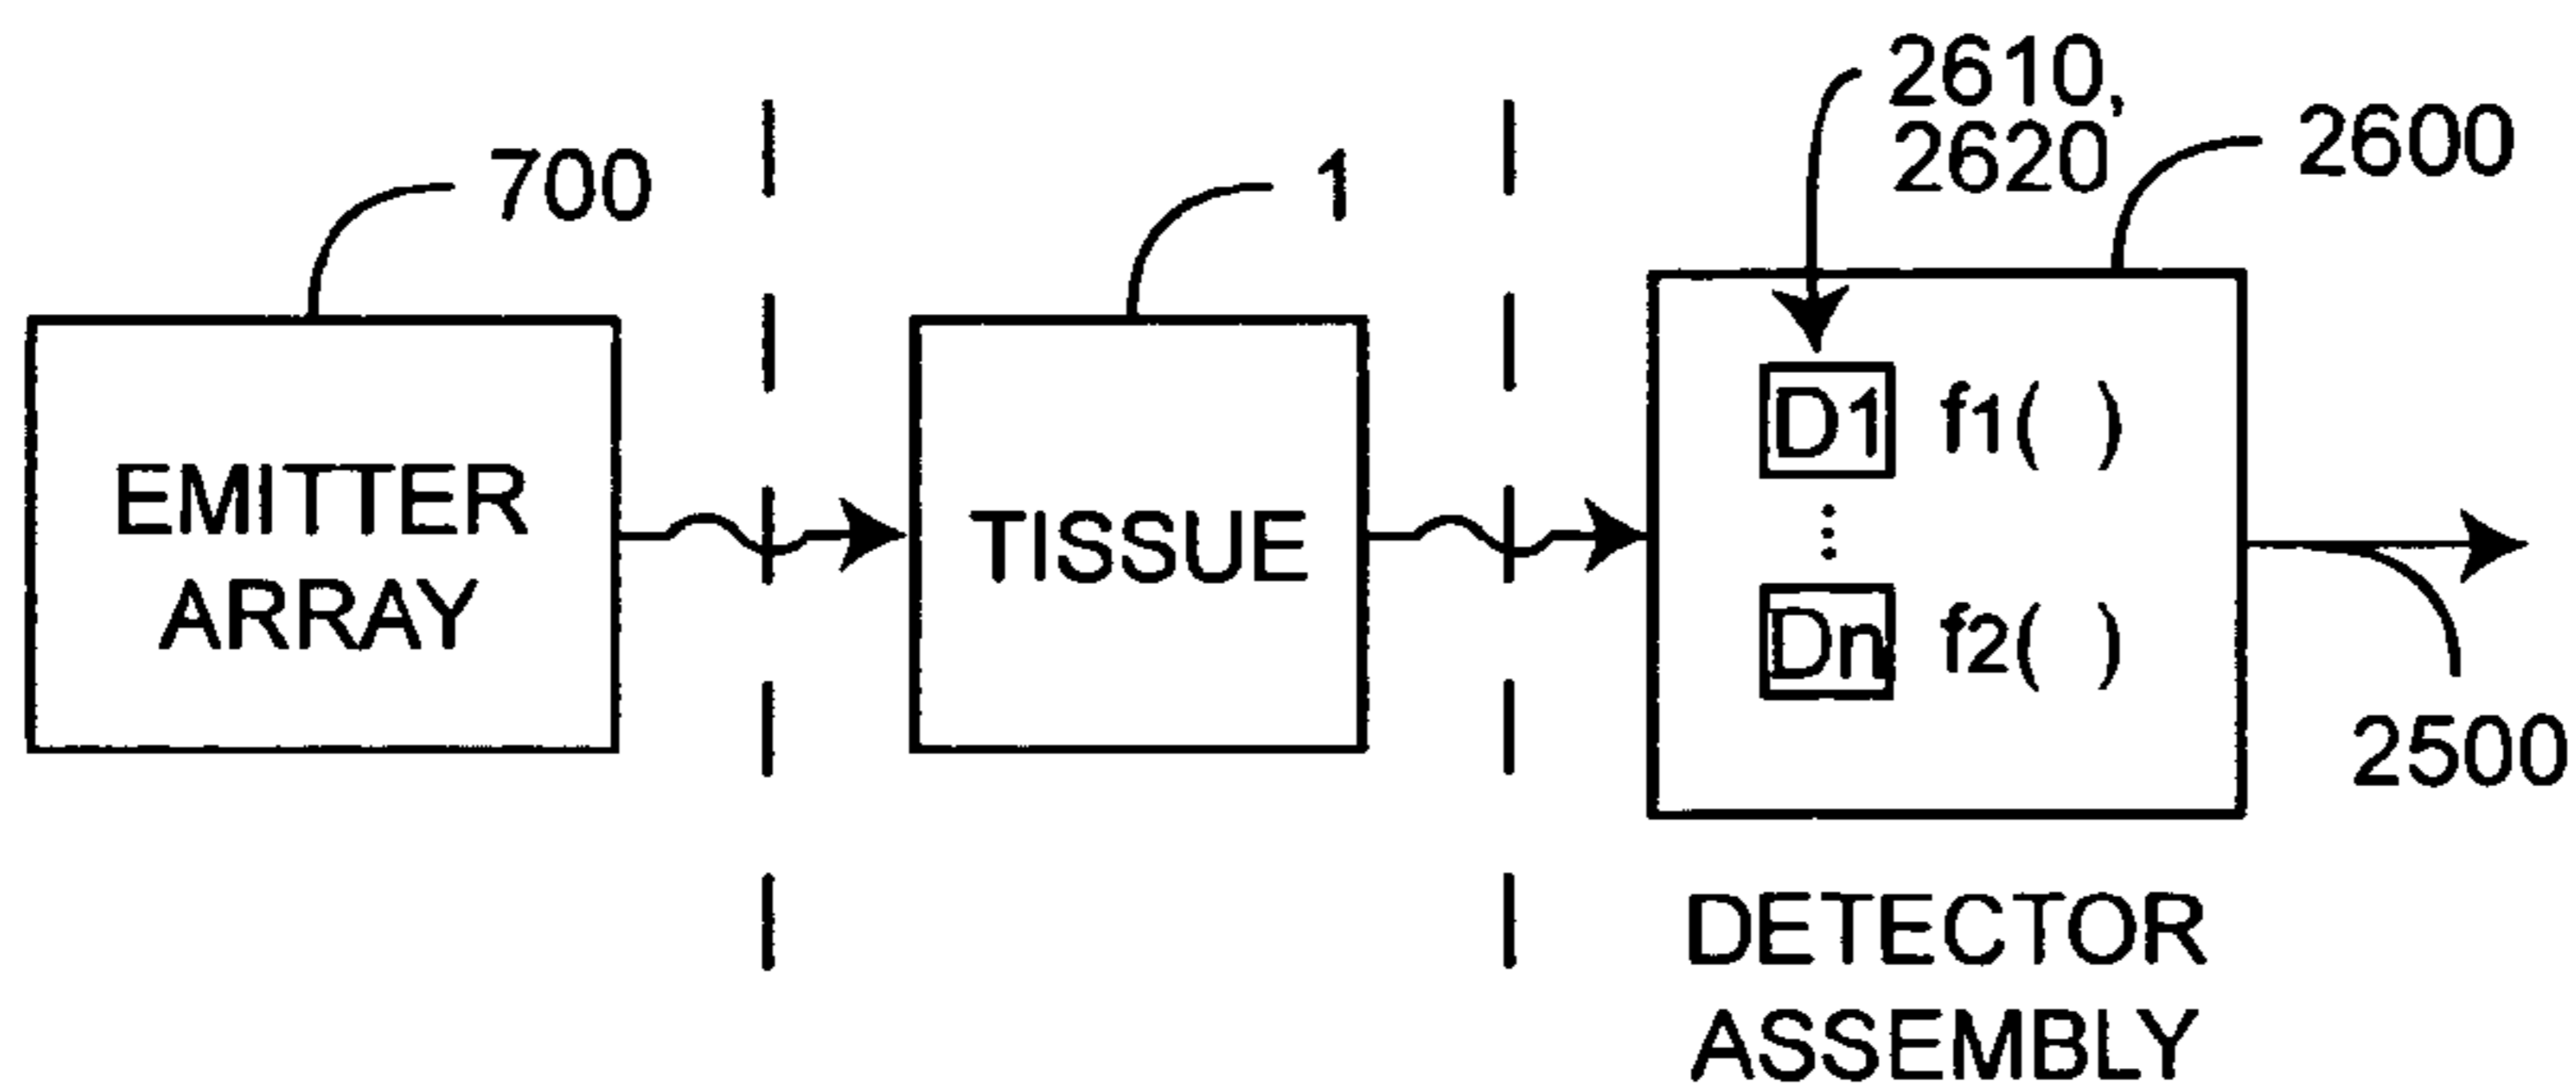 700
1
2610,
2620
2600
EMITTER
ARRAY
TISSUE
D1 f1( )
Dn f2( )
2500
DETECTOR
ASSEMBLY